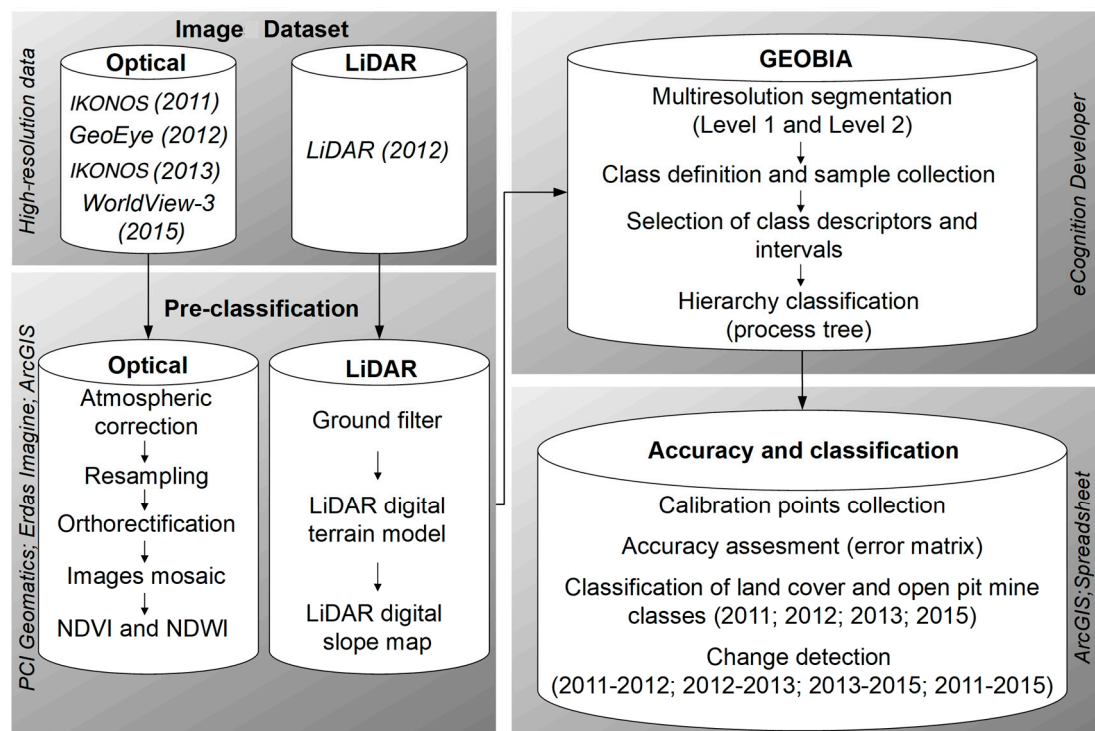 Image Dataset
High-resolution data
Optical
IKONOS (2011)
GeoEye (2012)
IKONOS (2013)
WorldView-3
(2015)
LiDAR
LiDAR (2012)
Pre-classification
PCI Geomatics; Erdas Imagine; ArcGIS
Optical
Atmospheric
correction
Resampling
Orthorectification
Images mosaic
NDVI and NDWI
LiDAR
Ground filter
LiDAR digital
terrain model
LiDAR digital
slope map
GEOBIA
Multiresolution segmentation
(Level 1 and Level 2)
Class definition and sample collection
Selection of class descriptors and
intervals
Hierarchy classification
(process tree)
eCognition Developer
Accuracy and classification
Calibration points collection
Accuracy assesment (error matrix)
Classification of land cover and open pit mine
classes (2011; 2012; 2013; 2015)
Change detection
(2011-2012; 2012-2013; 2013-2015; 2011-2015)
ArcGIS;Spreadsheet